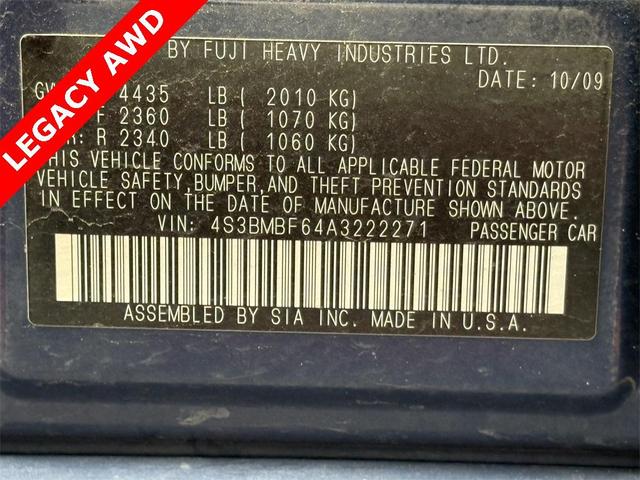 LEGACY AWD
BY FUJI HEAVY INDUSTRIES LTD.
DATE: 10/09
GV 4435 LB ( 2010 KG)
F 2360 LB ( 1070 KG)
R: R 2340 LB ( 1060 KG)
THIS VEHICLE CONFORMS TO ALL APPLICABLE FEDERAL MOTOR
VEHICLE SAFETY,BUMPER,AND THEFT PREVENTION STANDARDS
IN EFFECT ON THE DATE OF MANUFACTURE SHOWN ABOVE.
VIN: 4S3BMBF64A3222271 PASSENGER CAR
ASSEMBLED BY SIA INC. MADE IN U.S.A.